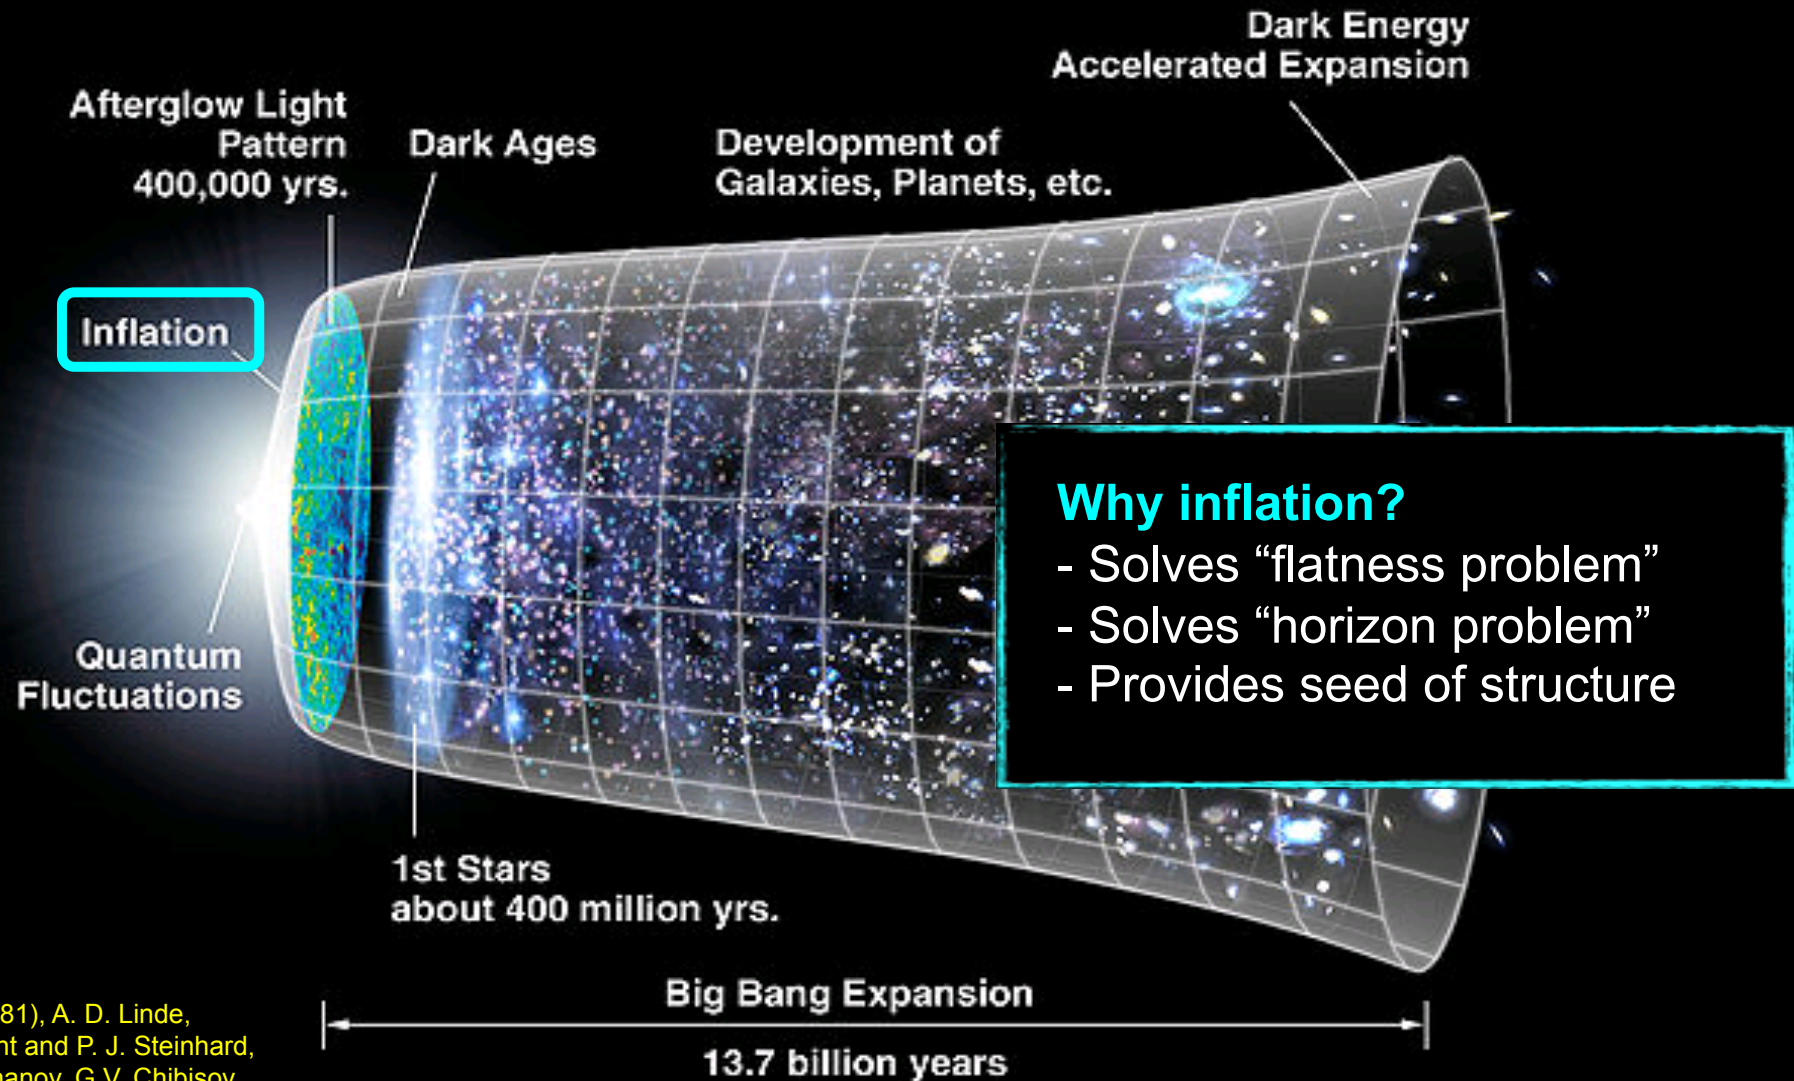 Dark Energy
Accelerated Expansion
Afterglow Light
Pattern
400,000 yrs.
Dark Ages
Development of
Galaxies, Planets, etc.
Inflation
Why inflation?
- Solves “flatness problem”
- Solves “horizon problem”
- Provides seed of structure
Quantum
Fluctuations
1st Stars
about 400 million yrs.
Big Bang Expansion
13.7 billion years
81), A. D. Linde,
and P. J. Steinhard,
G.V. Chibisov